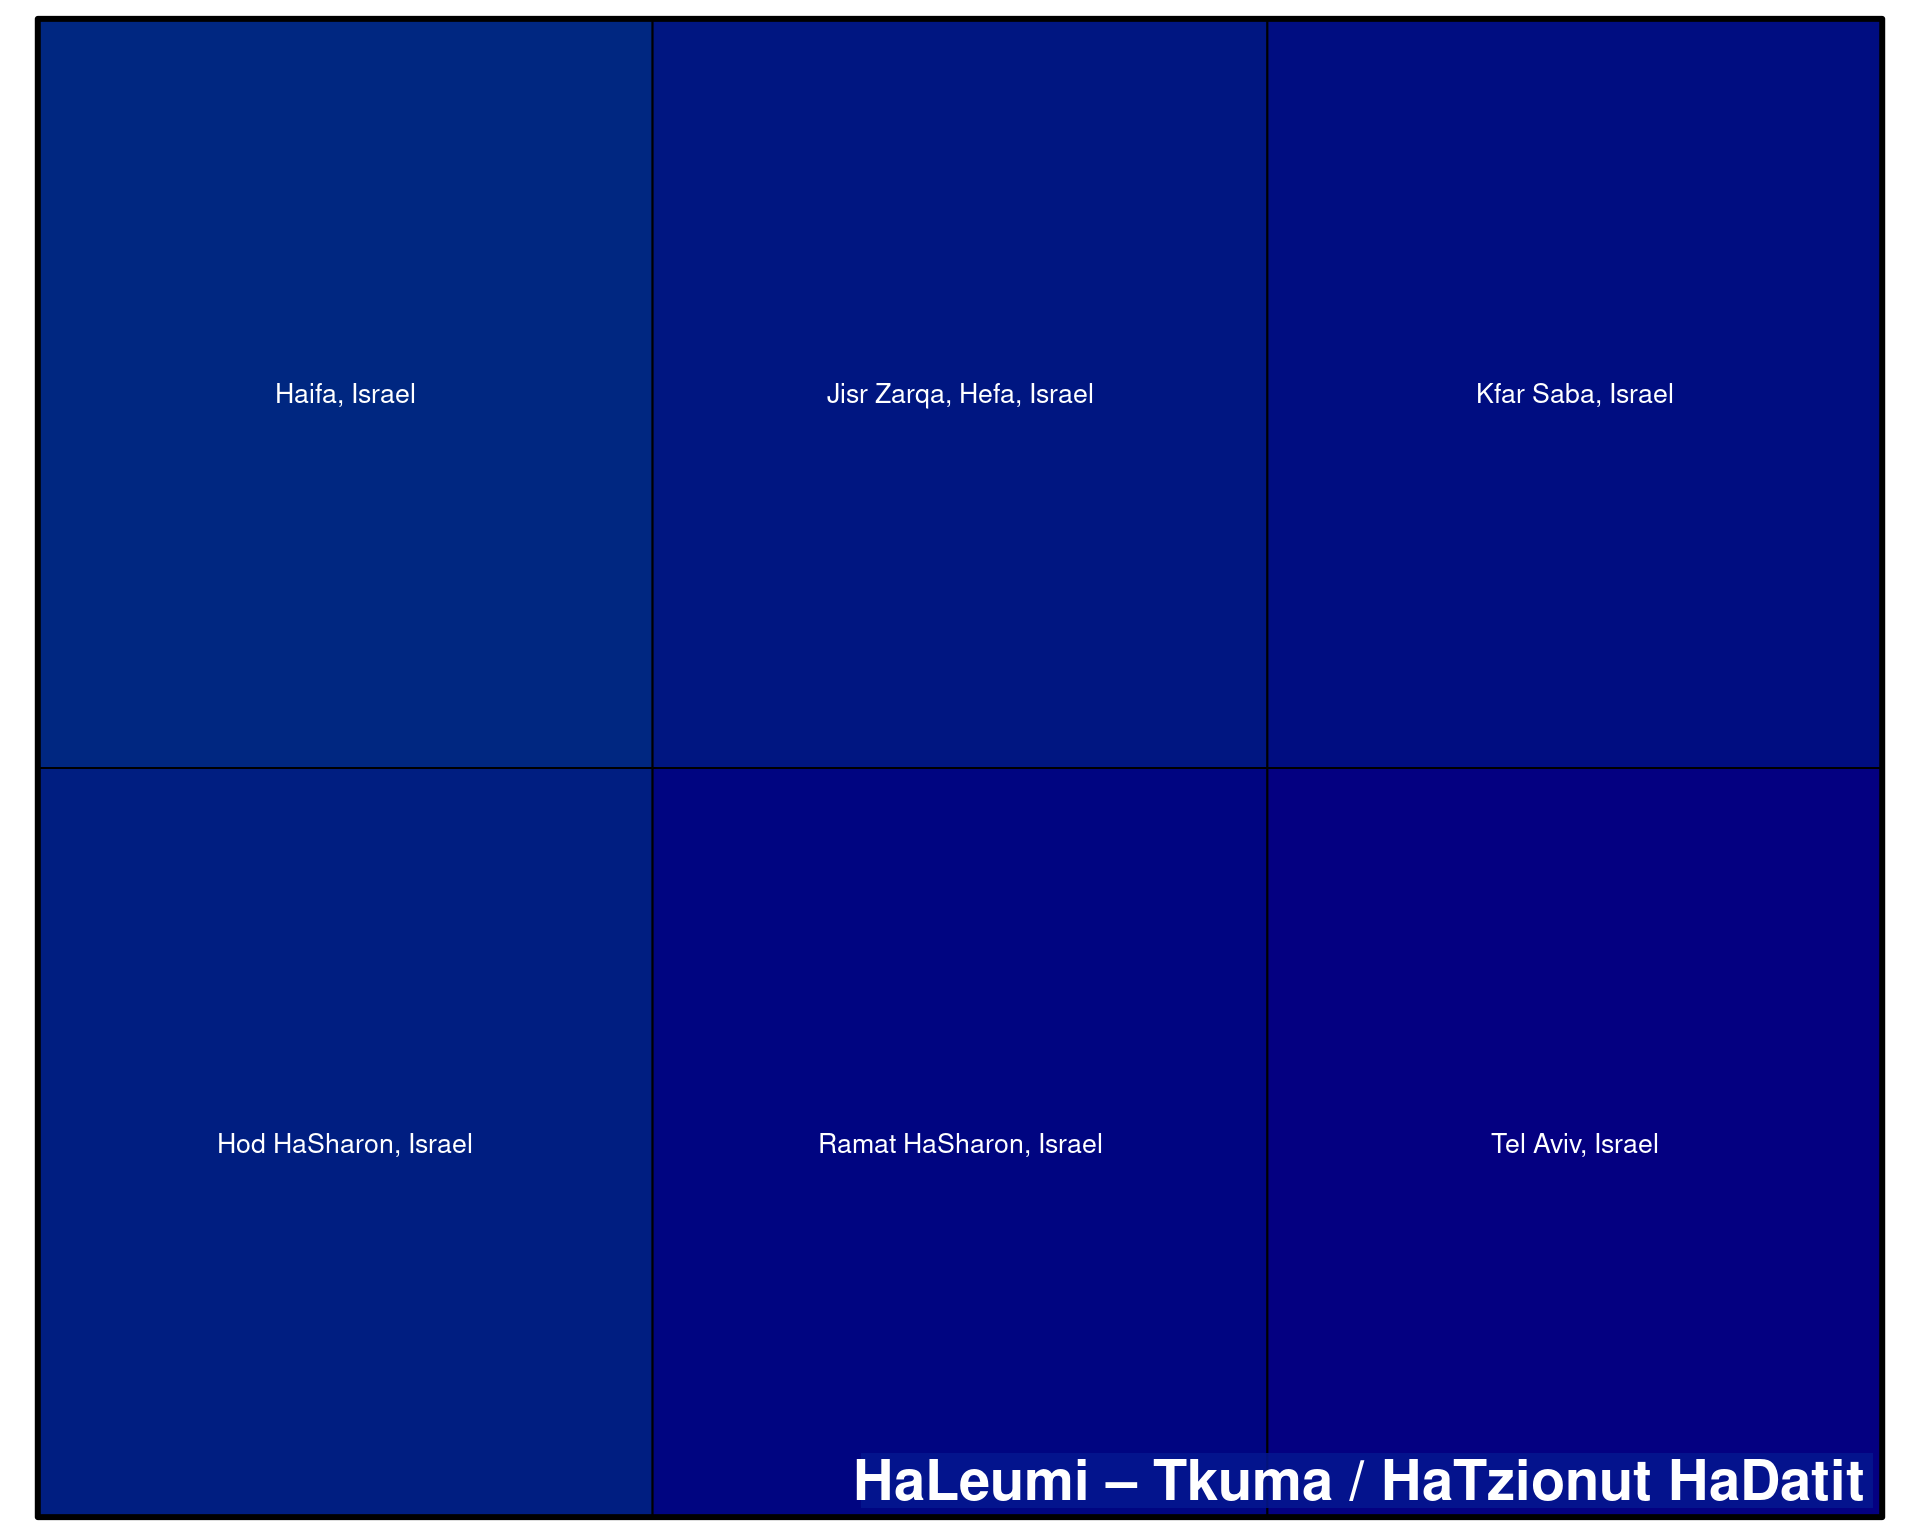 Haifa, Israel
Jisr Zarqa, Hefa, Israel
Kfar Saba, Israel
Hod HaSharon, Israel
Ramat HaSharon, Israel
Tel Aviv, Israel
HaLeumi – Tkuma / HaTzionut HaDatit